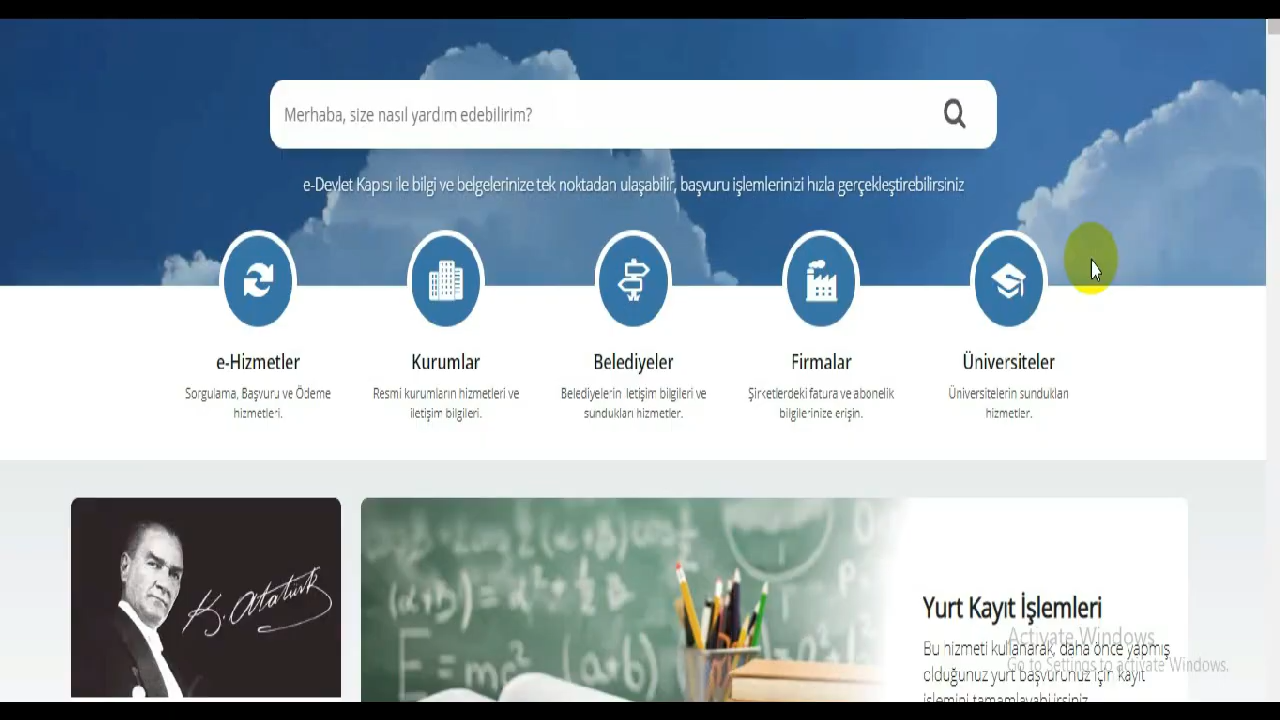 Merhaba, size nasıl yardım edebilirim?
e-Devlet Kapısı ile bilgi ve belgelerinize tek noktadan ulaşabilir, başvuru işlemlerinizi hızla gerçekleştirebilirsiniz
e-Hizmetler
Sorgulama, Başvuru ve Ödeme
hizmetleri.
Kurumlar
Resmi kurumların hizmetleri ve
iletişim bilgileri.
Belediyeler
Belediyelerin iletişim bilgileri ve
sundukları hizmetler.
Firmalar
Şirketlerdeki fatura ve abonelik
bilgilerinize erişin.
Üniversiteler
Üniversitelerin sundukları
hizmetler.
K. Atatürk
E = mc²
(a+b)
Yurt Kayıt İşlemleri
Bu hizmeti kullanarak, daha önce yapmış
olduğunuz yurt başvurunuz için kayıt
işlemini tamamlayabilirsiniz
Activate Windows
Go to Settings to activate Windows.